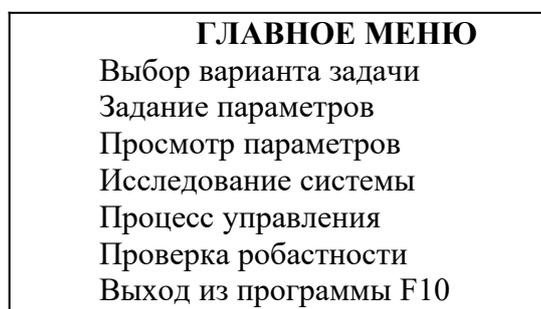 ГЛАВНОЕ МЕНЮ
Выбор варианта задачи
Задание параметров
Просмотр параметров
Исследование системы
Процесс управления
Проверка робастности
Выход из программы F10